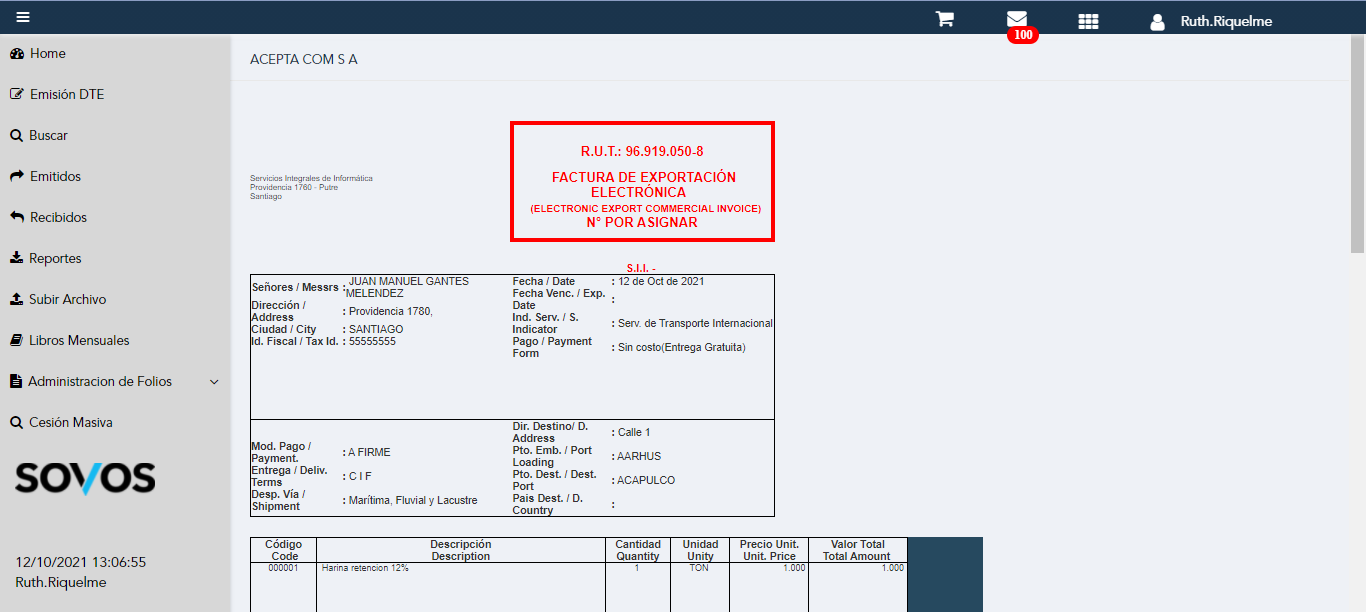 Ruth.Riquelme
100
Home
Emisión DTE
Buscar
Emitidos
Recibidos
Reportes
Subir Archivo
Libros Mensuales
Administracion de Folios
Cesión Masiva
SOVOS
12/10/2021 13:06:55
Ruth.Riquelme
ACEPTA COM S A
Servicios Integrales de Informática
Providencia 1760 - Putre
Santiago
R.U.T.: 96.919.050-8
FACTURA DE EXPORTACIÓN
ELECTRÓNICA
(ELECTRONIC EXPORT COMMERCIAL INVOICE)
N° POR ASIGNAR
S.I.I. -
Señores / Messrs : JUAN MANUEL GANTES
MELENDEZ
Dirección /
Address : Providencia 1780,
Ciudad / City : SANTIAGO
Id. Fiscal / Tax Id. : 55555555
Fecha / Date : 12 de Oct de 2021
Fecha Venc. / Exp.
Date :
Ind. Serv. / S.
Indicator : Serv. de Transporte Internacional
Pago / Payment
Form : Sin costo(Entrega Gratuita)
Mod. Pago /
Payment. : A FIRME
Entrega / Deliv.
Terms : C I F
Desp. Vía /
Shipment : Marítima, Fluvial y Lacustre
Dir. Destino/ D.
Address : Calle 1
Pto. Emb. / Port
Loading : AARHUS
Pto. Dest. / Dest.
Port : ACAPULCO
Pais Dest. / D.
Country :
Código Descripción Cantidad Unidad Precio Unit. Valor Total
Code Description Quantity Unity Unit. Price Total Amount
000001 Harina retencion 12% 1 TON 1.000 1.000